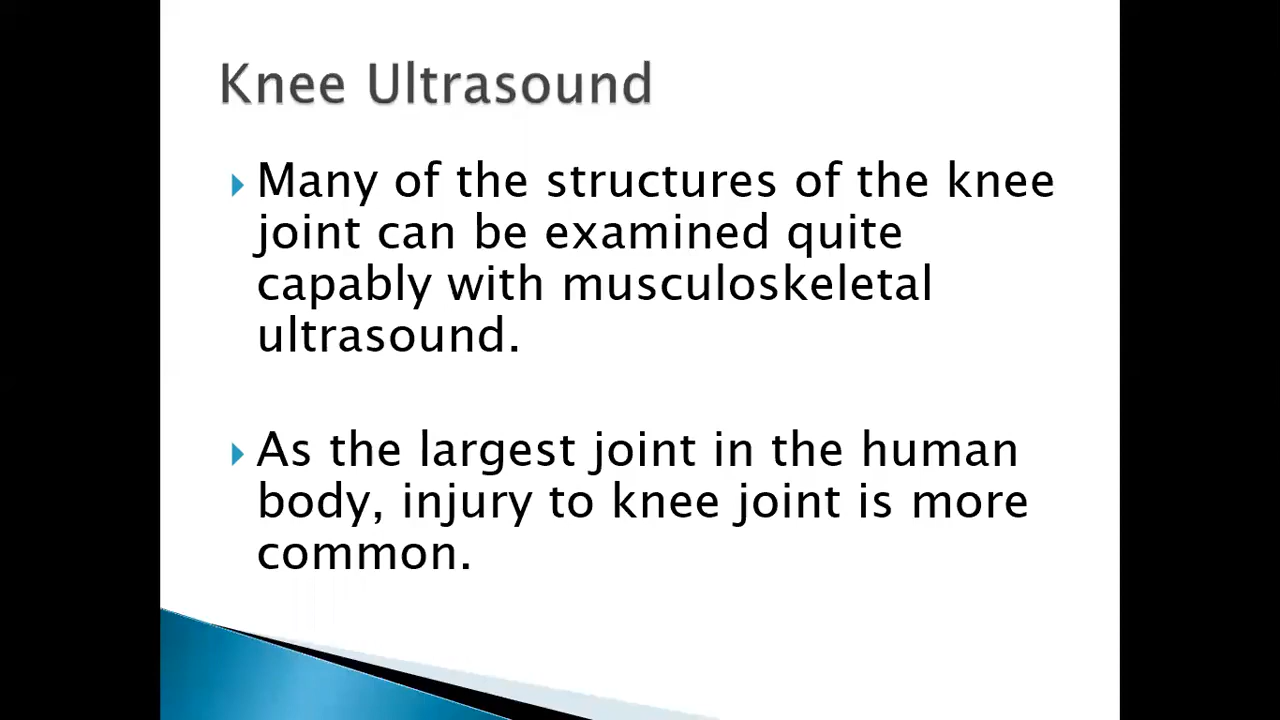 Knee Ultrasound
Many of the structures of the knee
joint can be examined quite
capably with musculoskeletal
ultrasound.
As the largest joint in the human
body, injury to knee joint is more
common.